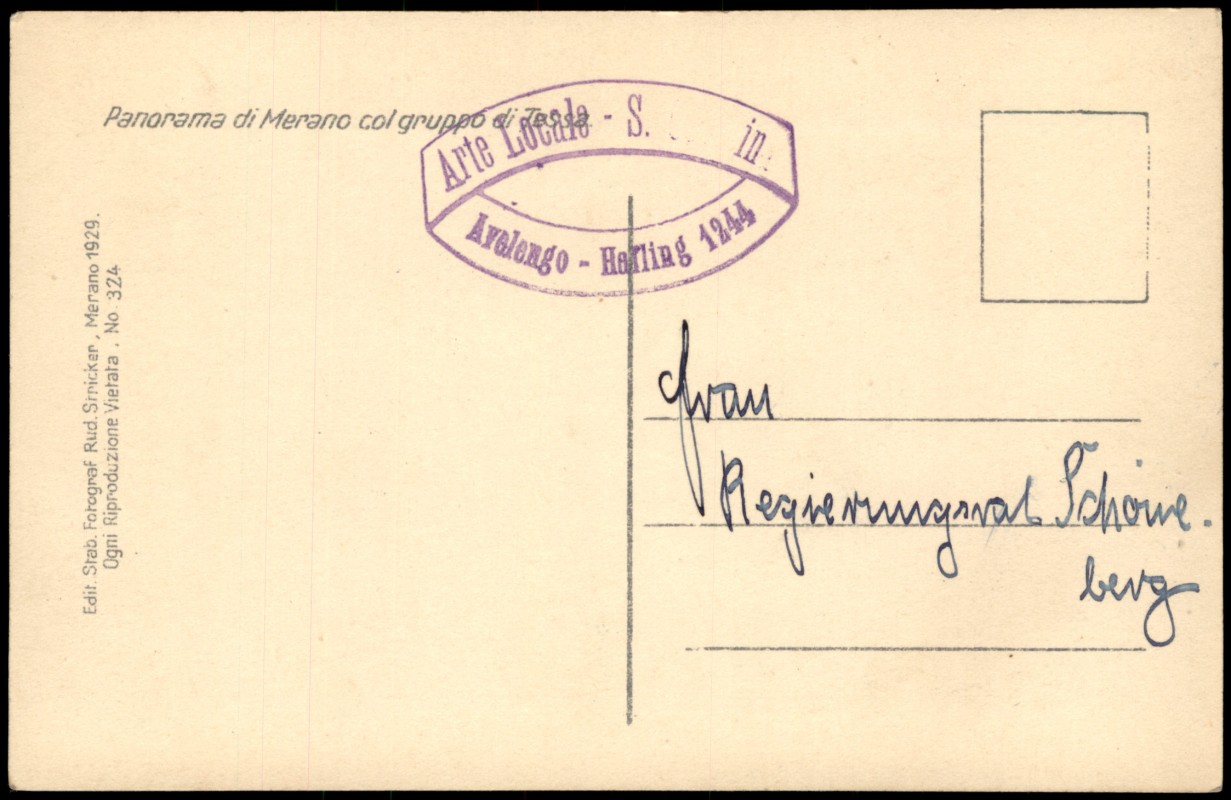 Panorama di Merano col gruppo di Tessa
Arte Locale - S. in
Avelengo - Hafling 1244
Edit. Stab. Fotograf Rud. Stricker, Merano 1929.
Ogni Riproduzione Vietata. No 324
Frau
Regierungsrat Schöne-
berg